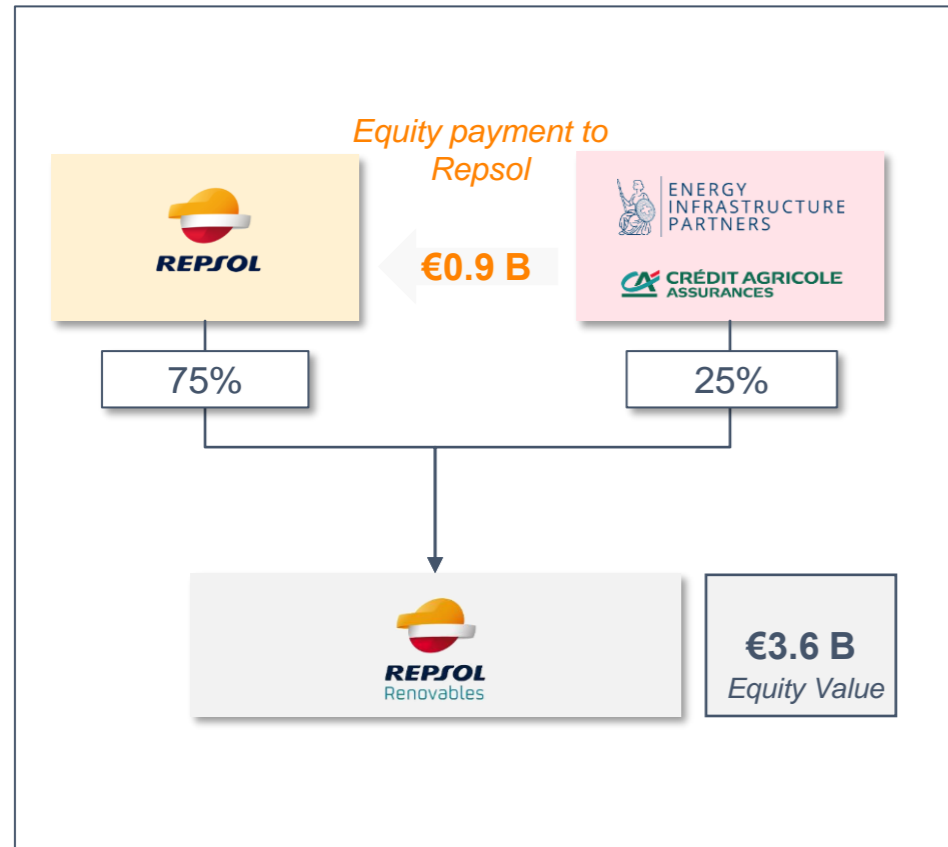 Equity payment to
Repsol
REPSOL
€0.9 B
ENERGY
INFRASTRUCTURE
PARTNERS
CRÉDIT AGRICOLE
ASSURANCES
75%
25%
REPSOL
Renovables
€3.6 B
Equity Value